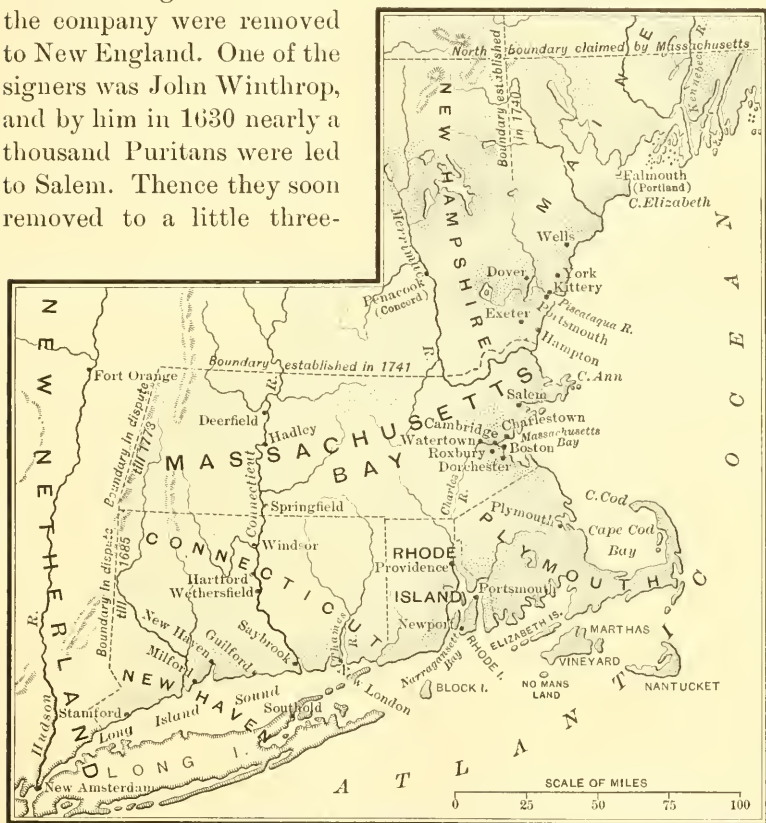 the company were removed
to New England. One of the
signers was John Winthrop,
and by him in 1630 nearly a
thousand Puritans were led
to Salem. Thence they soon
removed to a little three-
North boundary claimed by Massachusetts
Boundary established
in 1740
NEW HAMPSHIRE
MAINE
Kennebec R.
Falmouth
(Portland)
C.Elizabeth
Wells
Merrimac
R.
Penacook
(Concord)
Dover
York
Kittery
Piscataqua R.
Portsmouth
Exeter
Hampton
NEW NETHERLAND
Fort Orange
Boundary established in 1741
Boundary in dispute
till 1773
Deerfield
Hadley
Connecticut
R.
MASSACHUSETTS
BAY
C.Ann
Salem
Cambridge
Charlestown
Watertown
Massachusetts
Bay
Boston
Roxbury
Dorchester
Charles
R.
Springfield
Boundary in dispute
till 1685
CONNECTICUT
Windsor
Hartford
Wethersfield
RHODE
ISLAND
Providence
Portsmouth
Newport
Narragansett
Bay
RHODE I.
PLYMOUTH
Plymouth
C.Cod
Cape Cod
Bay
New Haven
Guilford
Saybrook
Thames
R.
New London
Milford
NEW HAVEN
Stamford
Long Island Sound
Southold
LONG I.
Hudson
R.
New Amsterdam
BLOCK I.
ELIZABETH IS.
NO MANS
LAND
MARTHAS
VINEYARD
NANTUCKET
ATLANTIC
OCEAN
SCALE OF MILES
0 25 50 75 100